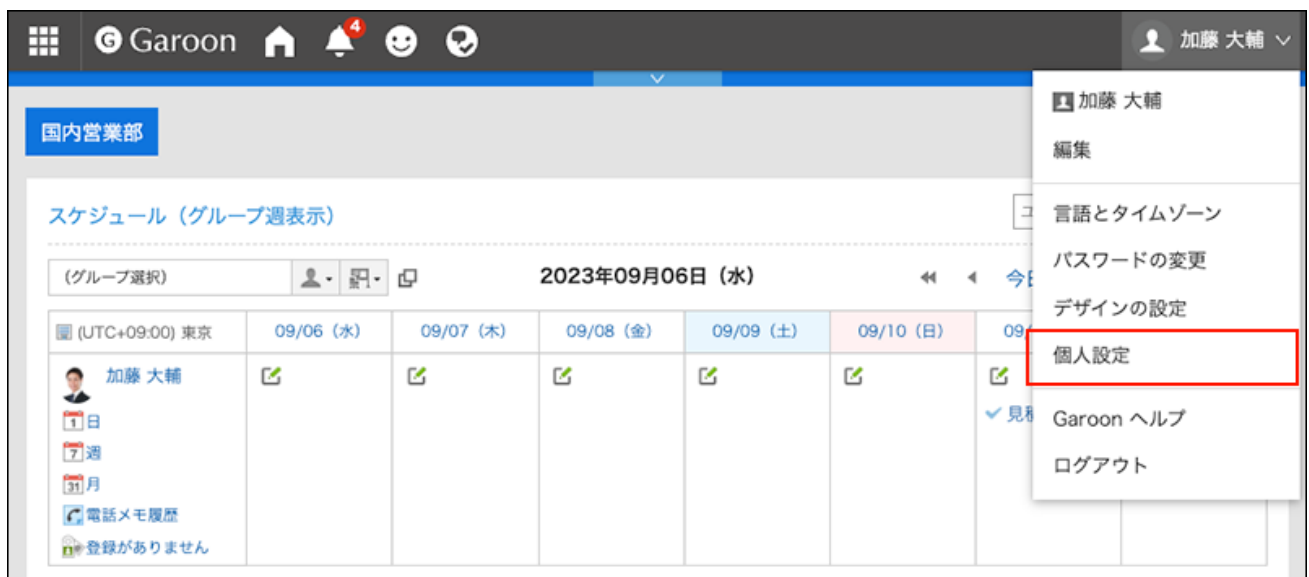 G Garoon 4 加藤 大輔
国内営業部
加藤 大輔
編集
言語とタイムゾーン
パスワードの変更
デザインの設定
個人設定
Garoon ヘルプ
ログアウト
スケジュール（グループ週表示）
(グループ選択) 2023年09月06日（水）
(UTC+09:00) 東京 09/06（水） 09/07（木） 09/08（金） 09/09（土） 09/10（日）
加藤 大輔
1 日
7 週
31 月
電話メモ履歴
登録がありません